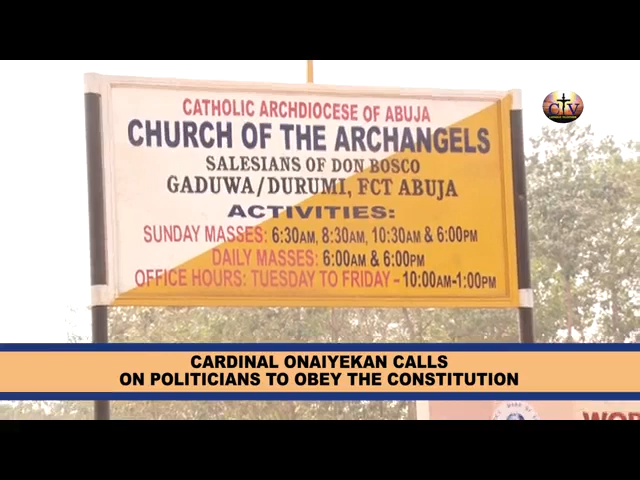 CATHOLIC ARCHDIOCESE OF ABUJA
CHURCH OF THE ARCHANGELS
SALESIANS OF DON BOSCO
GADUWA/DURUMI, FCT ABUJA
ACTIVITIES:
SUNDAY MASSES: 6:30AM, 8:30AM, 10:30AM & 6:00PM
DAILY MASSES: 6:00AM & 6:00PM
OFFICE HOURS: TUESDAY TO FRIDAY - 10:00AM-1:00PM
CTV
CARDINAL ONAIYEKAN CALLS
ON POLITICIANS TO OBEY THE CONSTITUTION